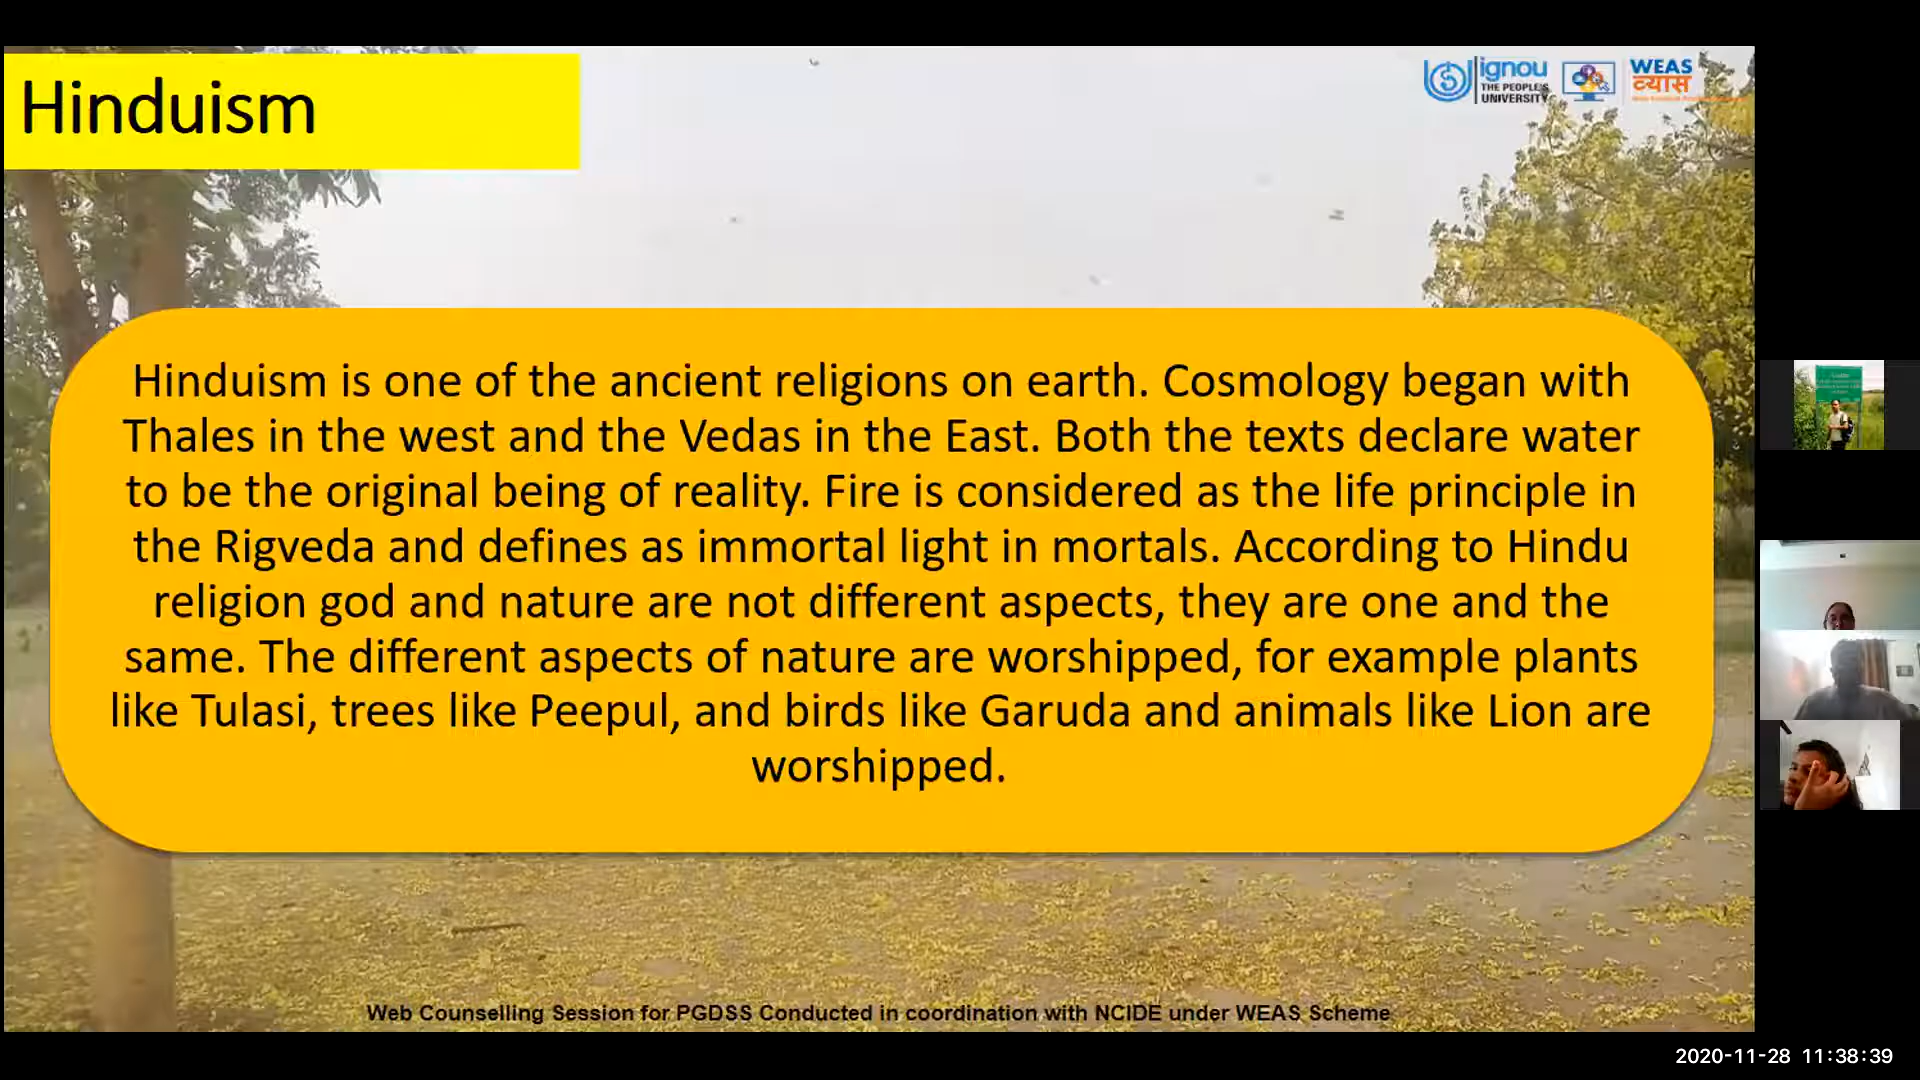 Hinduism
ignou
THE PEOPLE'S
UNIVERSITY
WEAS
व्यास
Hinduism is one of the ancient religions on earth. Cosmology began with
Thales in the west and the Vedas in the East. Both the texts declare water
to be the original being of reality. Fire is considered as the life principle in
the Rigveda and defines as immortal light in mortals. According to Hindu
religion god and nature are not different aspects, they are one and the
same. The different aspects of nature are worshipped, for example plants
like Tulasi, trees like Peepul, and birds like Garuda and animals like Lion are
worshipped.
Web Counselling Session for PGDSS Conducted in coordination with NCIDE under WEAS Scheme
2020-11-28 11:38:39